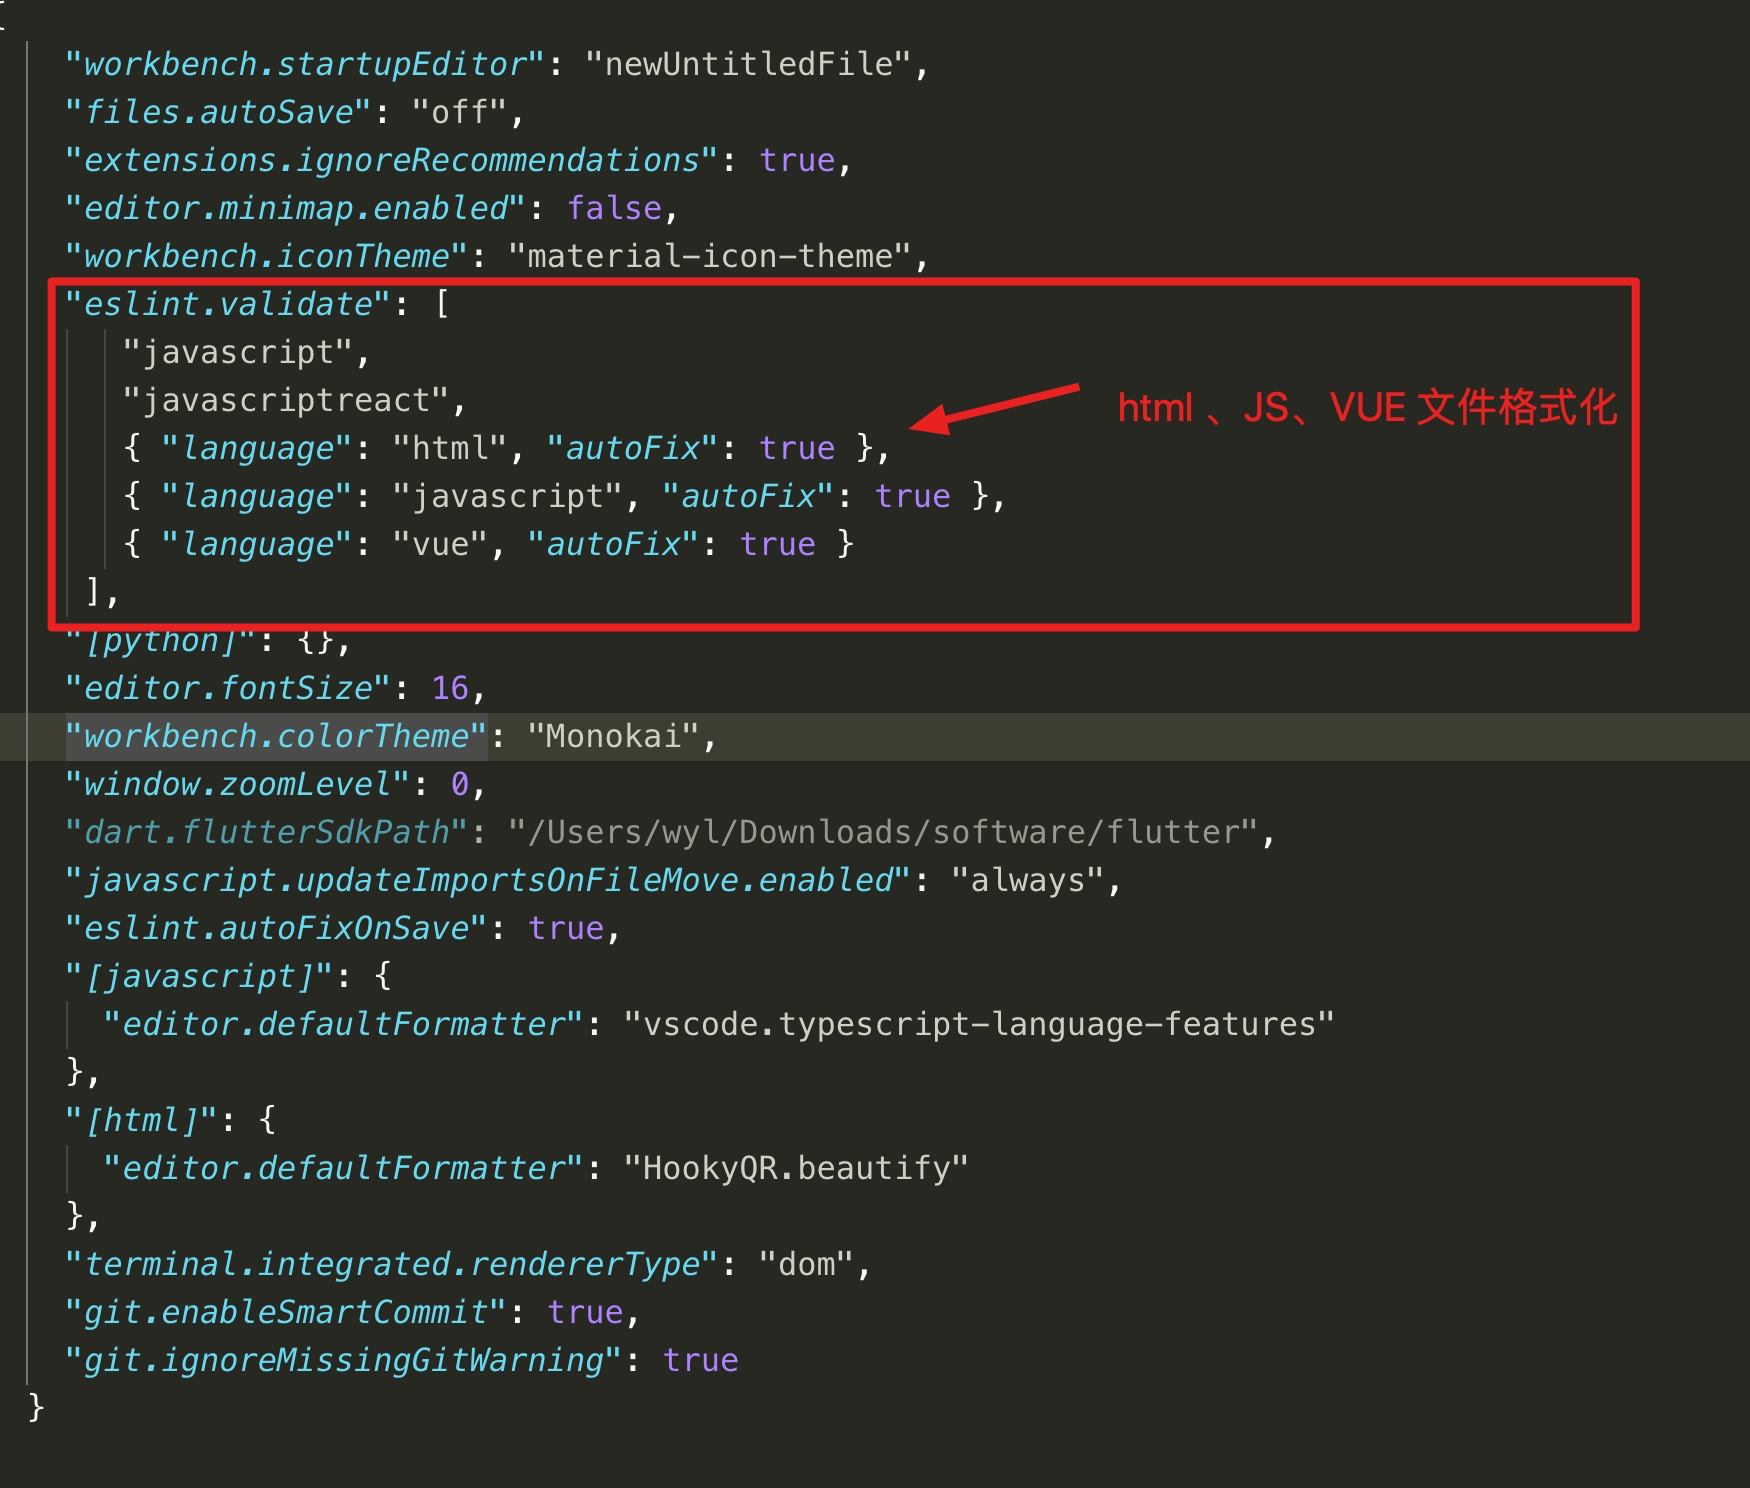 {
"workbench.startupEditor": "newUntitledFile",
"files.autoSave": "off",
"extensions.ignoreRecommendations": true,
"editor.minimap.enabled": false,
"workbench.iconTheme": "material-icon-theme",
"eslint.validate": [
"javascript",
"javascriptreact",
html 、JS、VUE 文件格式化
{ "language": "html", "autoFix": true },
{ "language": "javascript", "autoFix": true },
{ "language": "vue", "autoFix": true }
],
"[python]": {},
"editor.fontSize": 16,
"workbench.colorTheme": "Monokai",
"window.zoomLevel": 0,
"dart.flutterSdkPath": "/Users/wyl/Downloads/software/flutter",
"javascript.updateImportsOnFileMove.enabled": "always",
"eslint.autoFixOnSave": true,
"[javascript]": {
"editor.defaultFormatter": "vscode.typescript-language-features"
},
"[html]": {
"editor.defaultFormatter": "HookyQR.beautify"
},
"terminal.integrated.rendererType": "dom",
"git.enableSmartCommit": true,
"git.ignoreMissingGitWarning": true
}